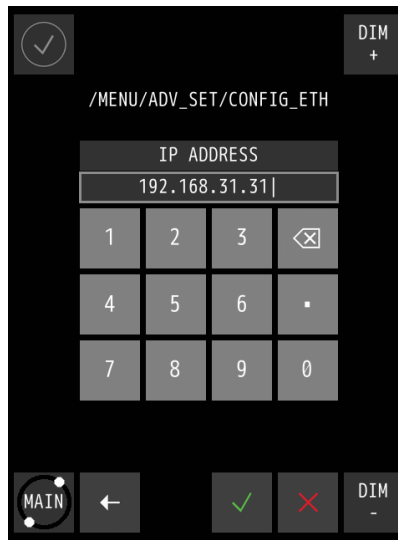 DIM
+
/MENU/ADV_SET/CONFIG_ETH
IP ADDRESS
192.168.31.31
1 2 3
4 5 6 .
7 8 9 0
MAIN
DIM
-